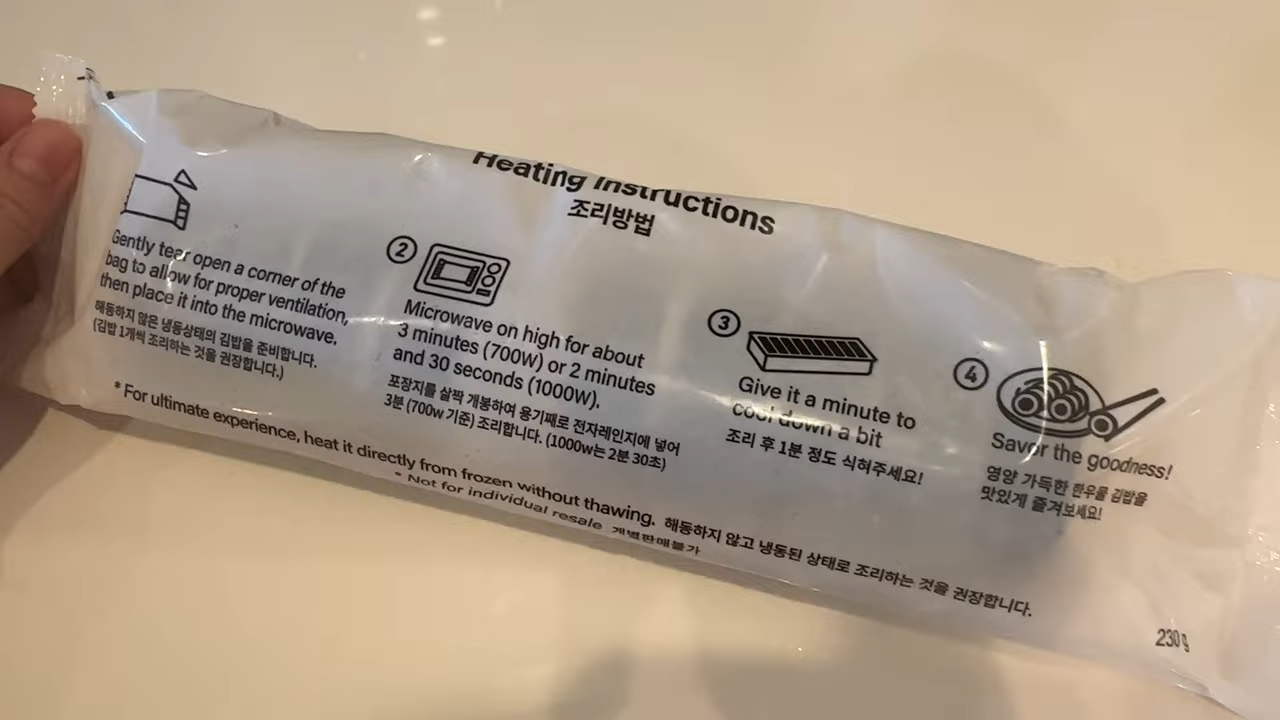 Heating Instructions
조리방법
Gently tear open a corner of the
bag to allow for proper ventilation,
then place it into the microwave.
해동하지 않은 냉동상태의 김밥을 준비합니다.
(김밥 1개씩 조리하는 것을 권장합니다.)
②
Microwave on high for about
3 minutes (700W) or 2 minutes
and 30 seconds (1000W).
포장지를 살짝 개봉하여 용기째로 전자레인지에 넣어
3분 (700w 기준) 조리합니다. (1000w는 2분 30초)
③
Give it a minute to
cool down a bit
조리 후 1분 정도 식혀주세요!
④
Savor the goodness!
영양 가득한 한우물 김밥을
맛있게 즐겨보세요!
* For ultimate experience, heat it directly from frozen without thawing. 해동하지 않고 냉동된 상태로 조리하는 것을 권장합니다.
* Not for individual resale 개별판매불가
230g